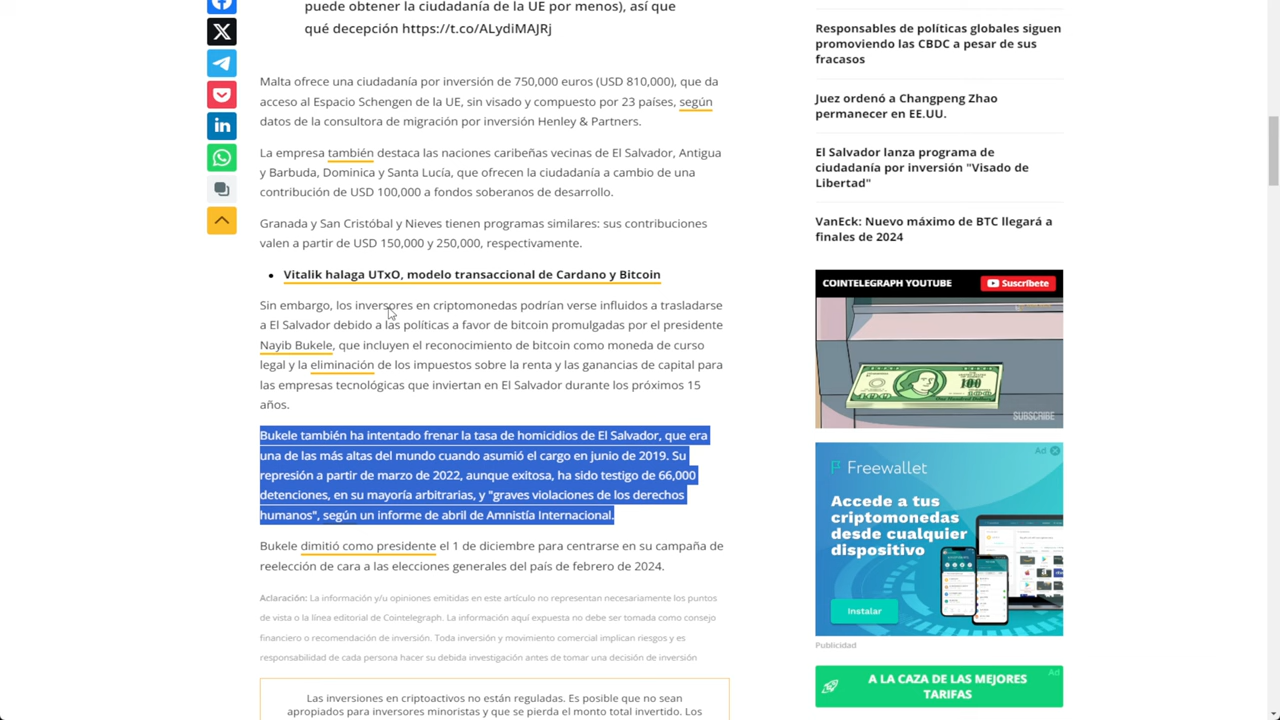 puede obtener la ciudadanía de la UE por menos), así que
qué decepción https://t.co/ALydiMAJRj
Malta ofrece una ciudadanía por inversión de 750,000 euros (USD 810,000), que da
acceso al Espacio Schengen de la UE, sin visado y compuesto por 23 países, según
datos de la consultora de migración por inversión Henley & Partners.
La empresa también destaca las naciones caribeñas vecinas de El Salvador, Antigua
y Barbuda, Dominica y Santa Lucía, que ofrecen la ciudadanía a cambio de una
contribución de USD 100,000 a fondos soberanos de desarrollo.
Granada y San Cristóbal y Nieves tienen programas similares: sus contribuciones
valen a partir de USD 150,000 y 250,000, respectivamente.
Vitalik halaga UTxO, modelo transaccional de Cardano y Bitcoin
Sin embargo, los inversores en criptomonedas podrían verse influidos a trasladarse
a El Salvador debido a las políticas a favor de bitcoin promulgadas por el presidente
Nayib Bukele, que incluyen el reconocimiento de bitcoin como moneda de curso
legal y la eliminación de los impuestos sobre la renta y las ganancias de capital para
las empresas tecnológicas que inviertan en El Salvador durante los próximos 15
años.
Bukele también ha intentado frenar la tasa de homicidios de El Salvador, que era
una de las más altas del mundo cuando asumió el cargo en junio de 2019. Su
represión a partir de marzo de 2022, aunque exitosa, ha sido testigo de 66,000
detenciones, en su mayoría arbitrarias, y "graves violaciones de los derechos
humanos", según un informe de abril de Amnistía Internacional.
Bukele dimitió como presidente el 1 de diciembre para centrarse en su campaña de
reelección de cara a las elecciones generales del país de febrero de 2024.
Aclaración: La información y/u opiniones emitidas en este artículo no representan necesariamente los puntos
de vista o la línea editorial de Cointelegraph. La información aquí expuesta no debe ser tomada como consejo
financiero o recomendación de inversión. Toda inversión y movimiento comercial implican riesgos y es
responsabilidad de cada persona hacer su debida investigación antes de tomar una decisión de inversión
Las inversiones en criptoactivos no están reguladas. Es posible que no sean
apropiados para inversores minoristas y que se pierda el monto total invertido. Los
Responsables de políticas globales siguen
promoviendo las CBDC a pesar de sus
fracasos
Juez ordenó a Changpeng Zhao
permanecer en EE.UU.
El Salvador lanza programa de
ciudadanía por inversión "Visado de
Libertad"
VanEck: Nuevo máximo de BTC llegará a
finales de 2024
COINTELEGRAPH YOUTUBE
Suscríbete
100
SUBSCRIBE
Ad
Freewallet
Accede a tus
criptomonedas
desde cualquier
dispositivo
Instalar
Publicidad
Ad
A LA CAZA DE LAS MEJORES
TARIFAS